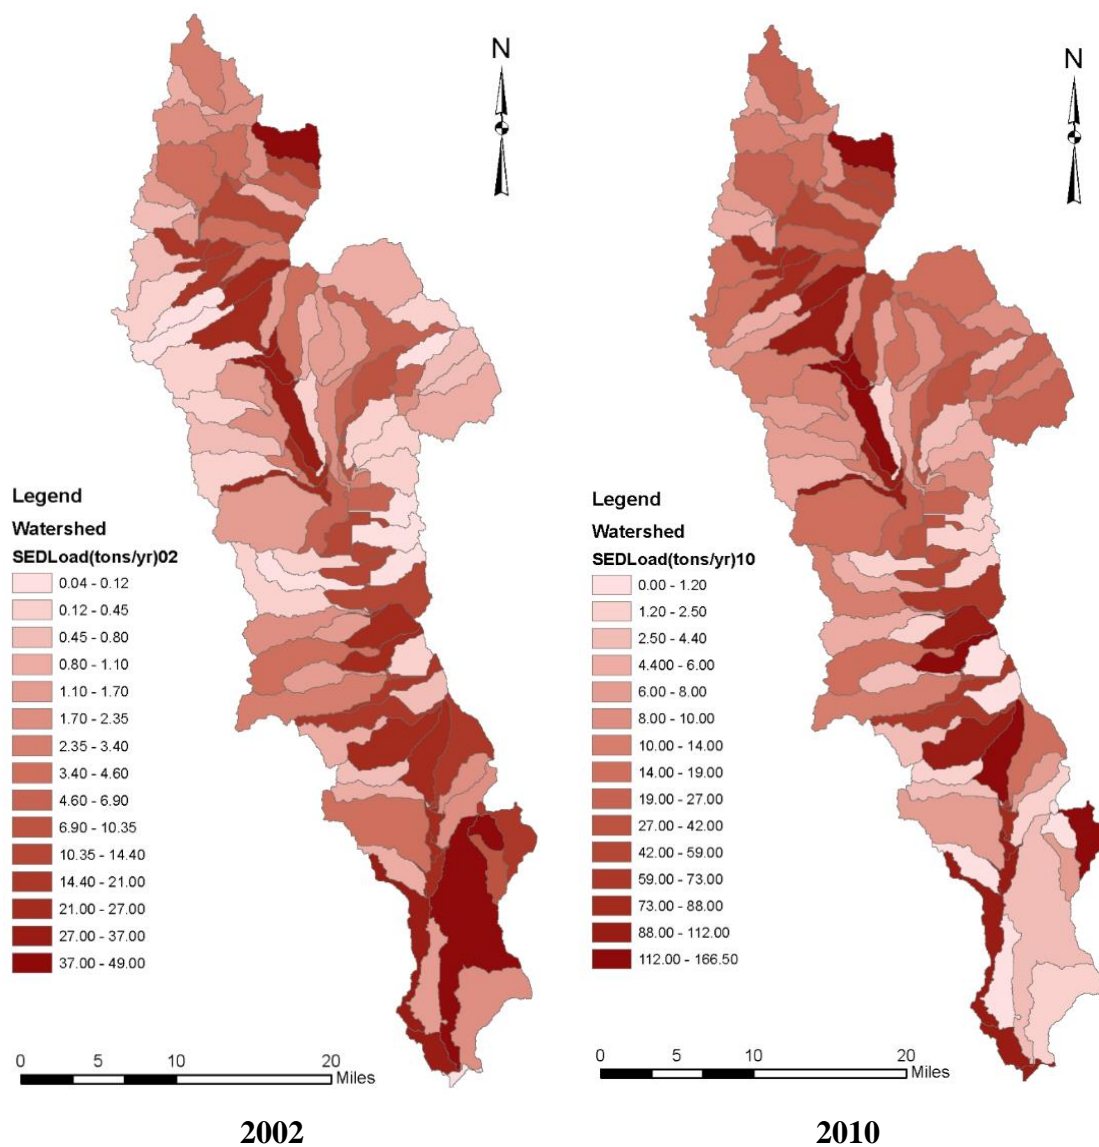 N
Legend
Watershed
SEDLoad(tons/yr)02
0.04 - 0.12
0.12 - 0.45
0.45 - 0.80
0.80 - 1.10
1.10 - 1.70
1.70 - 2.35
2.35 - 3.40
3.40 - 4.60
4.60 - 6.90
6.90 - 10.35
10.35 - 14.40
14.40 - 21.00
21.00 - 27.00
27.00 - 37.00
37.00 - 49.00
0 5 10 20
Miles
2002
N
Legend
Watershed
SEDLoad(tons/yr)10
0.00 - 1.20
1.20 - 2.50
2.50 - 4.40
4.400 - 6.00
6.00 - 8.00
8.00 - 10.00
10.00 - 14.00
14.00 - 19.00
19.00 - 27.00
27.00 - 42.00
42.00 - 59.00
59.00 - 73.00
73.00 - 88.00
88.00 - 112.00
112.00 - 166.50
0 5 10 20
Miles
2010